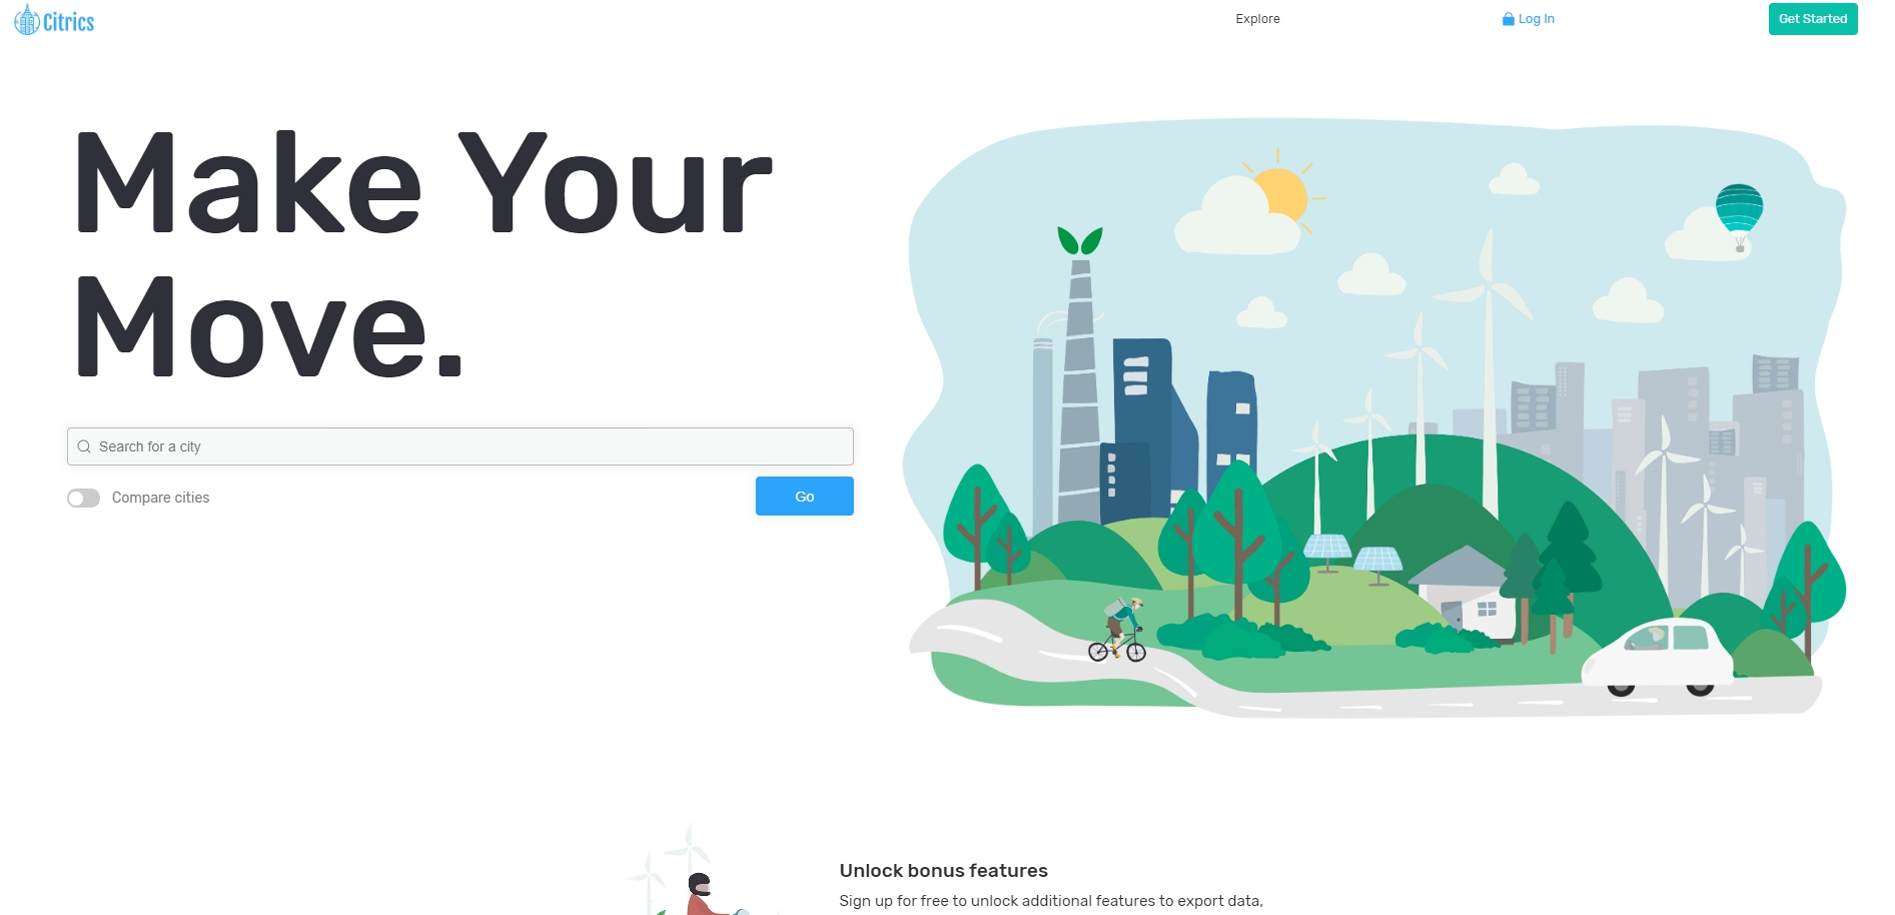 Citrics
Explore
Log In
Get Started
Make Your
Move.
Search for a city
Compare cities
Go
Unlock bonus features
Sign up for free to unlock additional features to export data,